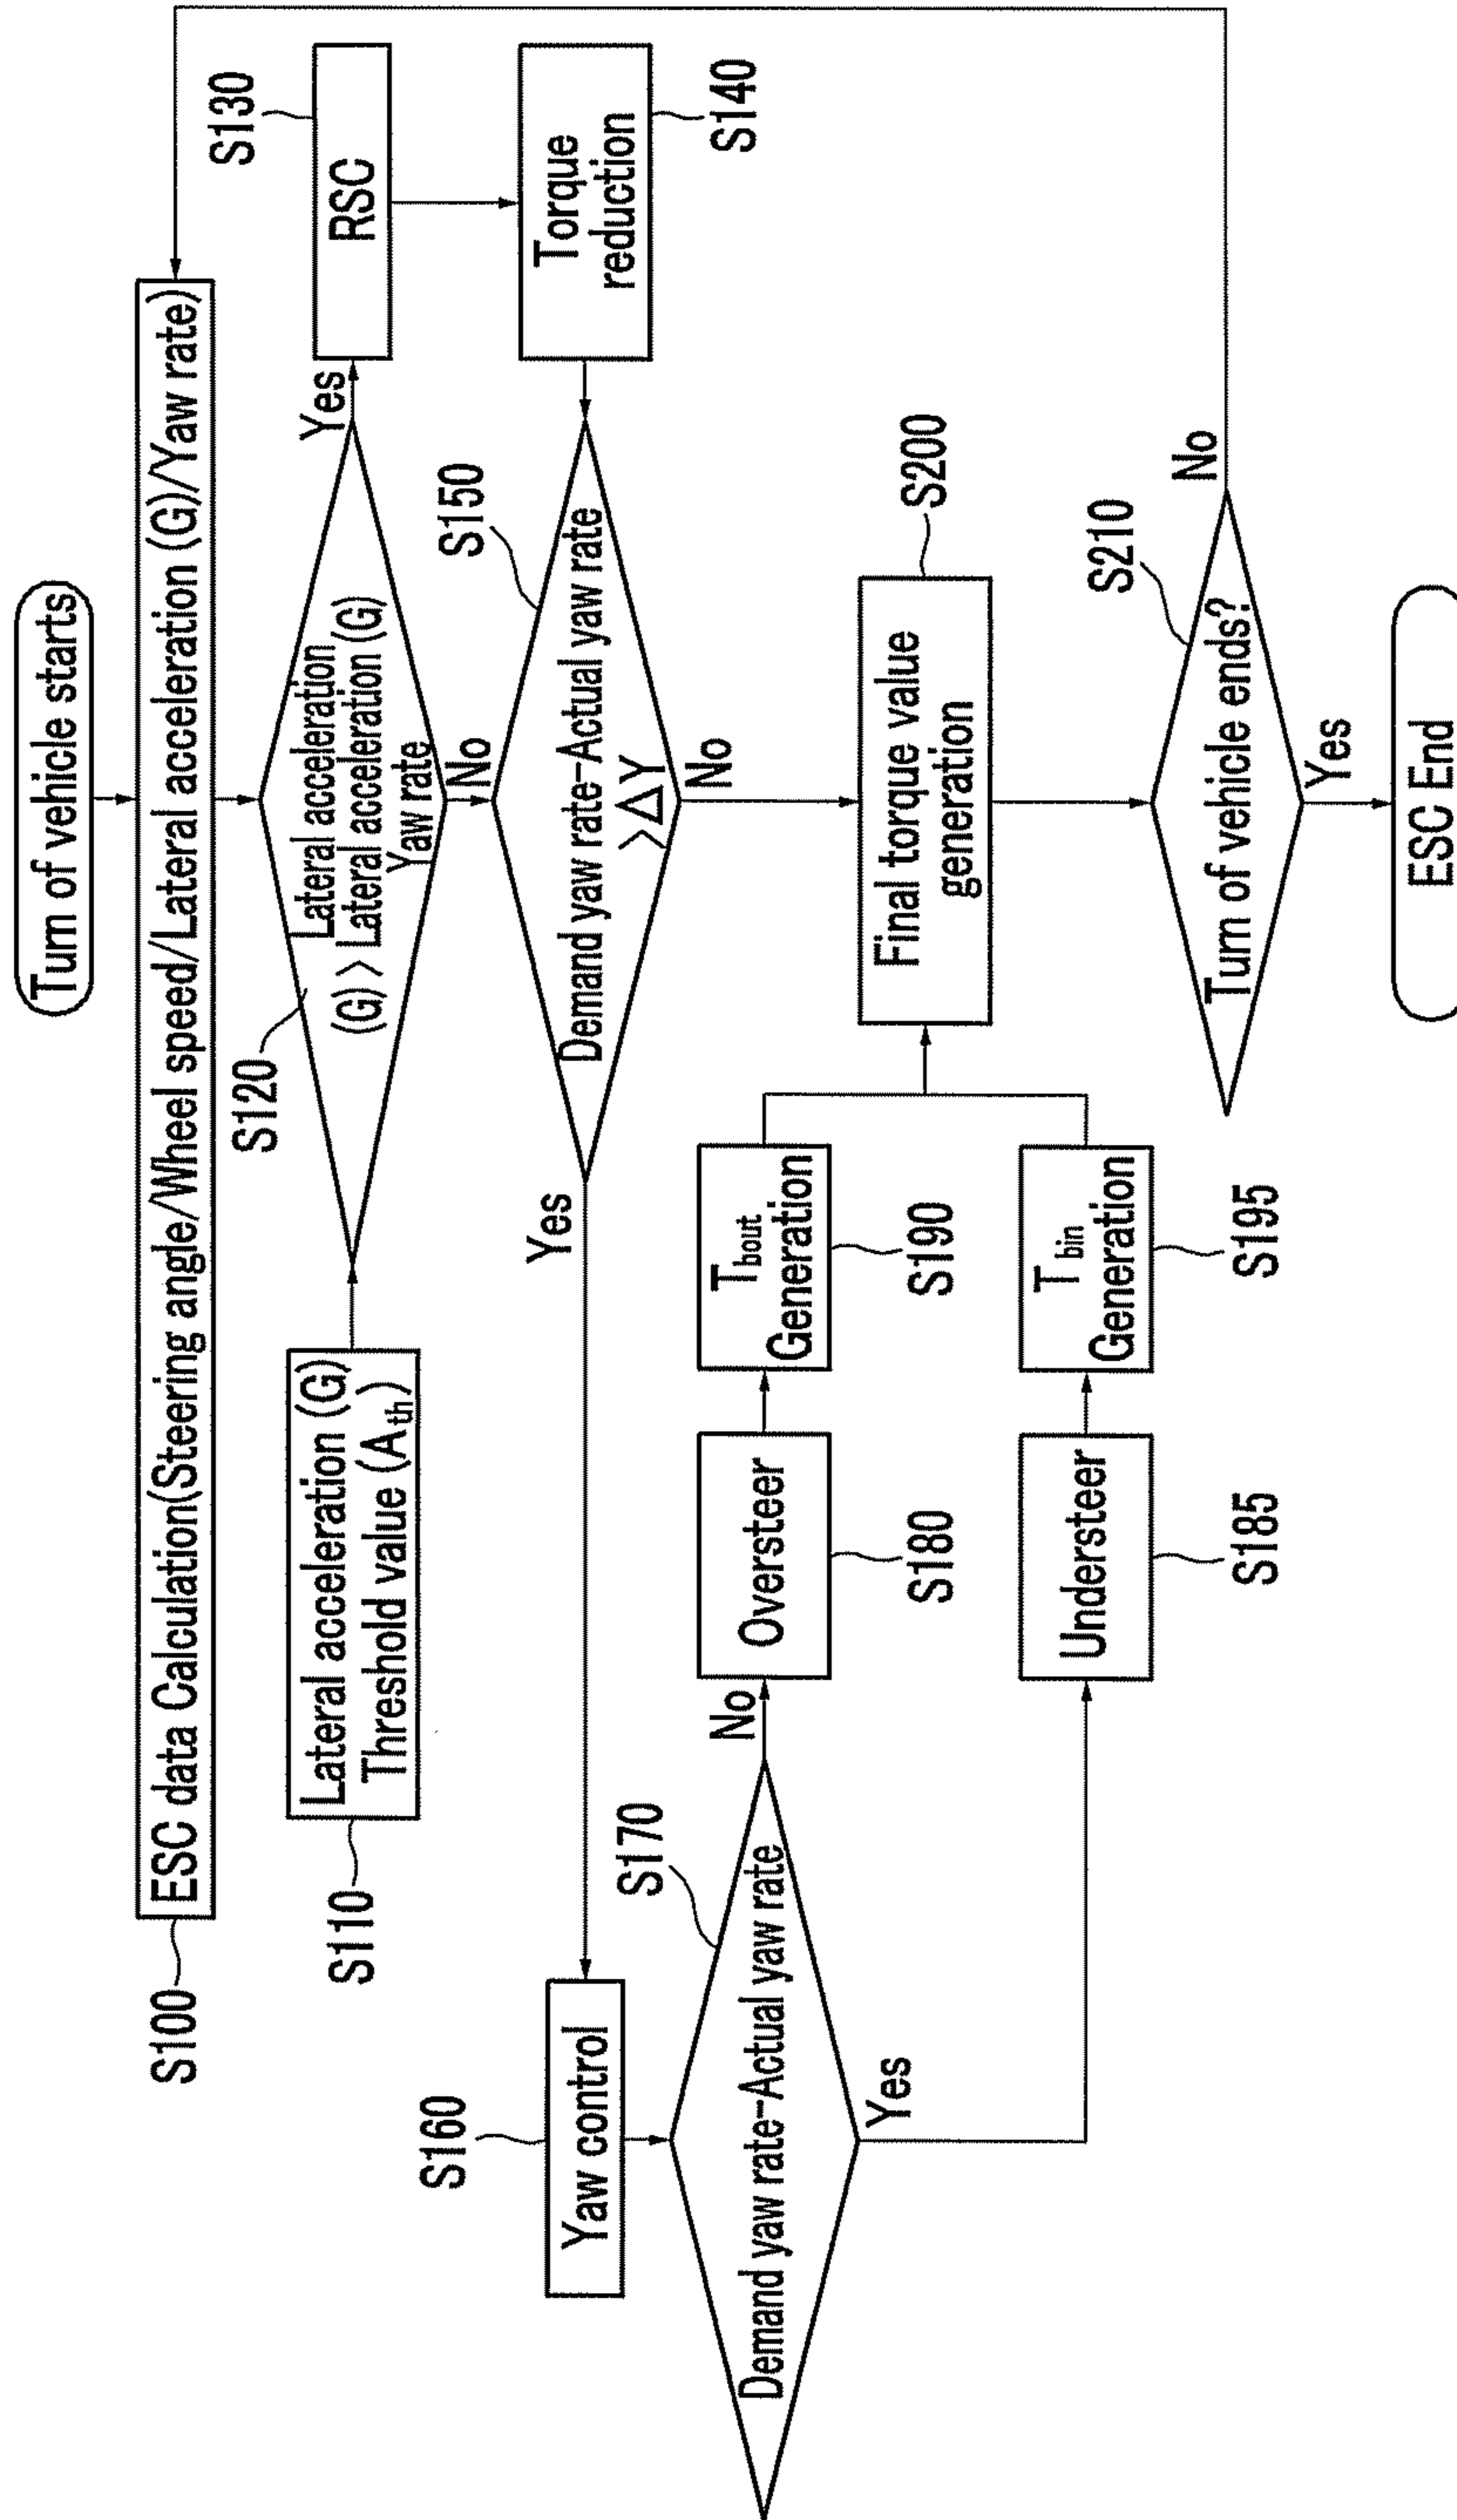 Turn of vehicle starts
S100
ESC data Calculation(Steering angle/Wheel speed/Lateral acceleration (G)/Yaw rate)
S110
Lateral acceleration (G)
Threshold value (Ath)
S120
Lateral acceleration
(G) > Lateral acceleration (G)
Yaw rate
Yes
No
S130
RSC
Torque
reduction
S140
S150
Demand yaw rate-Actual yaw rate
> ΔY
Yes
No
S160
Yaw control
S170
Demand yaw rate-Actual yaw rate
No
Yes
Oversteer
S180
Tbout
Generation
S190
Understeer
S185
Tbin
Generation
S195
Final torque value
generation
S200
S210
Turn of vehicle ends?
No
Yes
ESC End